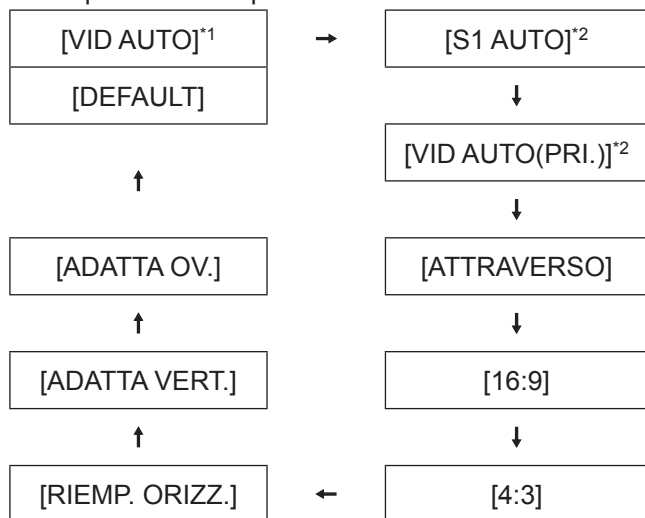 [VID AUTO]*1 → [S1 AUTO]*2
[DEFAULT] ↓
[VID AUTO(PRI.)]*2
↑ ↓
[ADATTA OV.] [ATTRAVERSO]
↑ ↓
[ADATTA VERT.] [16:9]
↑ ↓
[RIEMP. ORIZZ.] ← [4:3]